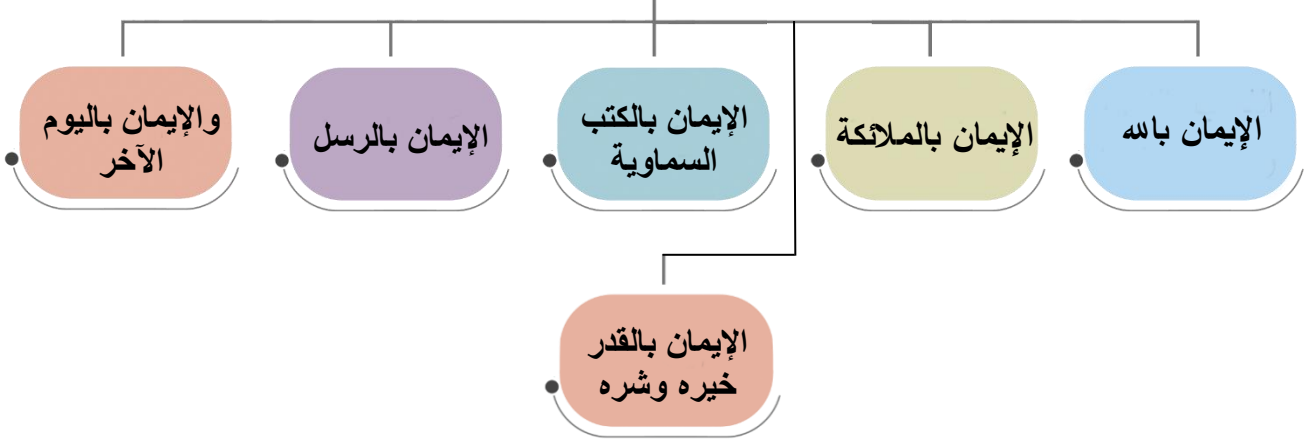 الإيمان بالله
الإيمان بالملائكة
الإيمان بالكتب
السماوية
الإيمان بالرسل
والإيمان باليوم
الآخر
الإيمان بالقدر
خيره وشره